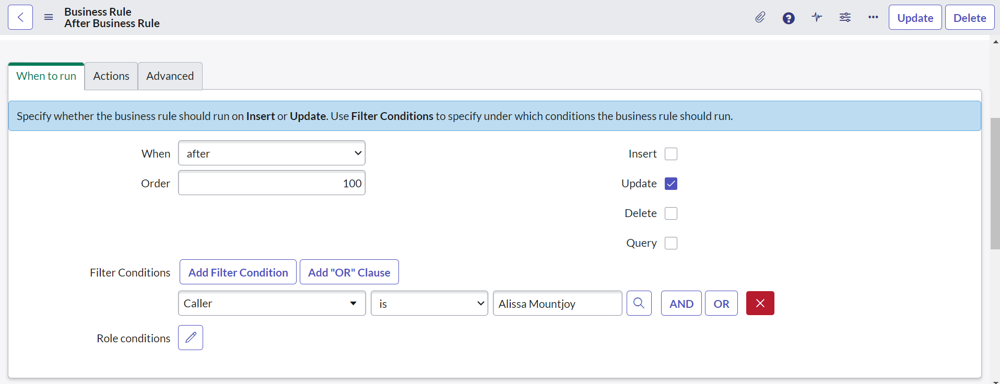 Business Rule
After Business Rule
Update Delete
When to run Actions Advanced
Specify whether the business rule should run on Insert or Update. Use Filter Conditions to specify under which conditions the business rule should run.
When after Insert
Order 100 Update
Delete
Query
Filter Conditions Add Filter Condition Add "OR" Clause
Caller is Alissa Mountjoy AND OR
Role conditions